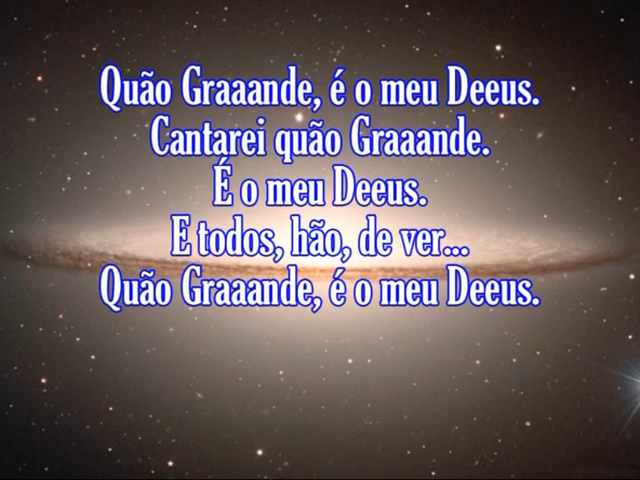 Quão Graaande, é o meu Deeus.
Cantarei quão Graaande.
É o meu Deeus.
E todos, hão, de ver...
Quão Graaande, é o meu Deeus.